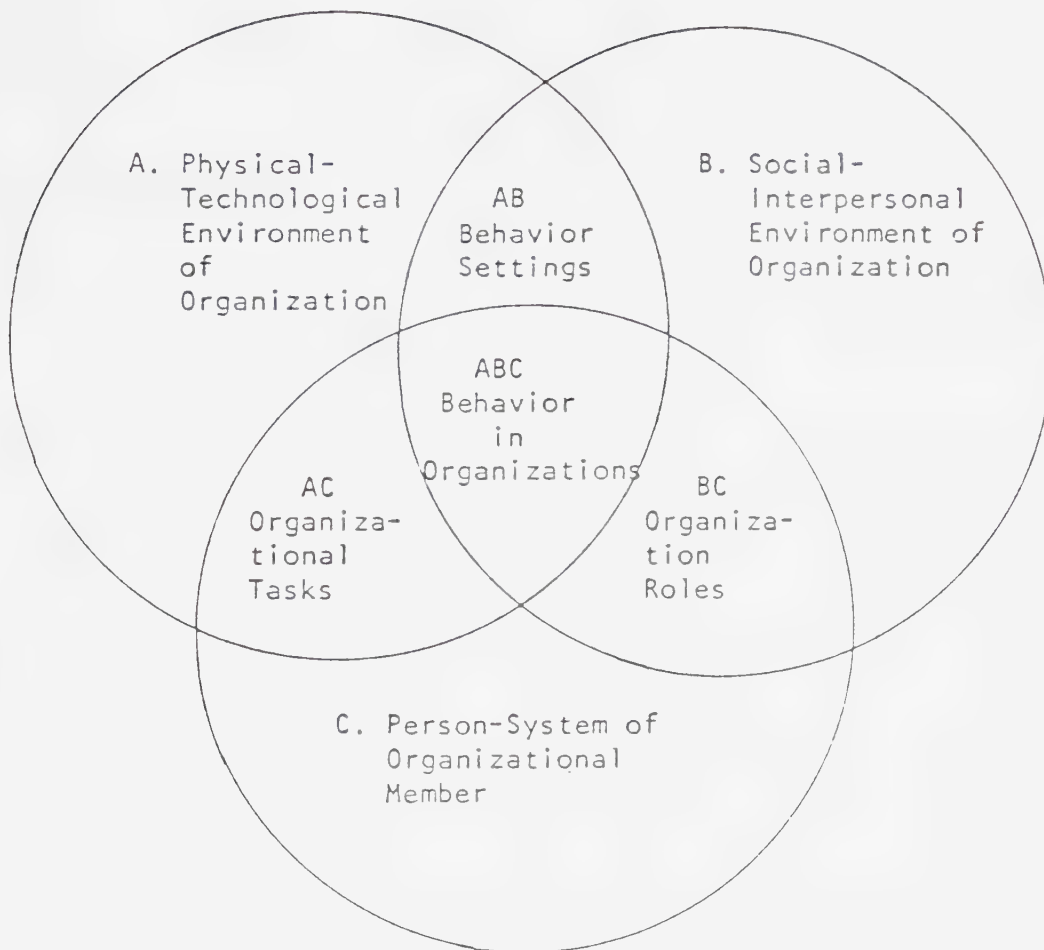 A. Physical-
Technological
Environment
of
Organization
AB
Behavior
Settings
B. Social-
Interpersonal
Environment of
Organization
ABC
Behavior
in
Organizations
AC
Organiza-
tional
Tasks
BC
Organiza-
tion
Roles
C. Person-System of
Organizational
Member